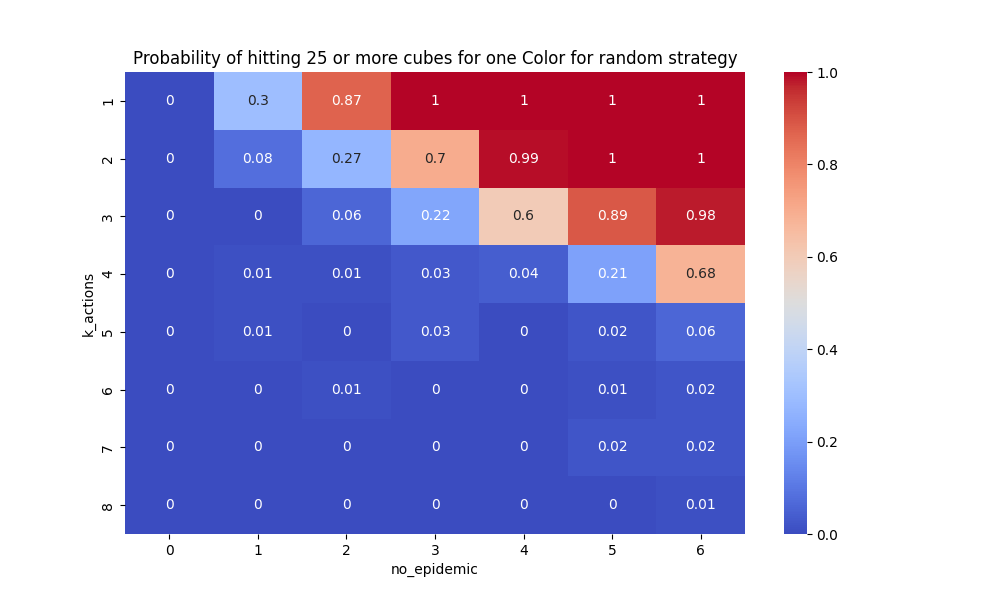 Probability of hitting 25 or more cubes for one Color for random strategy
1 0 0.3 0.87 1 1 1 1
2 0 0.08 0.27 0.7 0.99 1 1
3 0 0 0.06 0.22 0.6 0.89 0.98
4 0 0.01 0.01 0.03 0.04 0.21 0.68
5 0 0.01 0 0.03 0 0.02 0.06
6 0 0 0.01 0 0 0.01 0.02
7 0 0 0 0 0 0.02 0.02
8 0 0 0 0 0 0 0.01
0 1 2 3 4 5 6
no_epidemic
k_actions
1.0
0.8
0.6
0.4
0.2
0.0